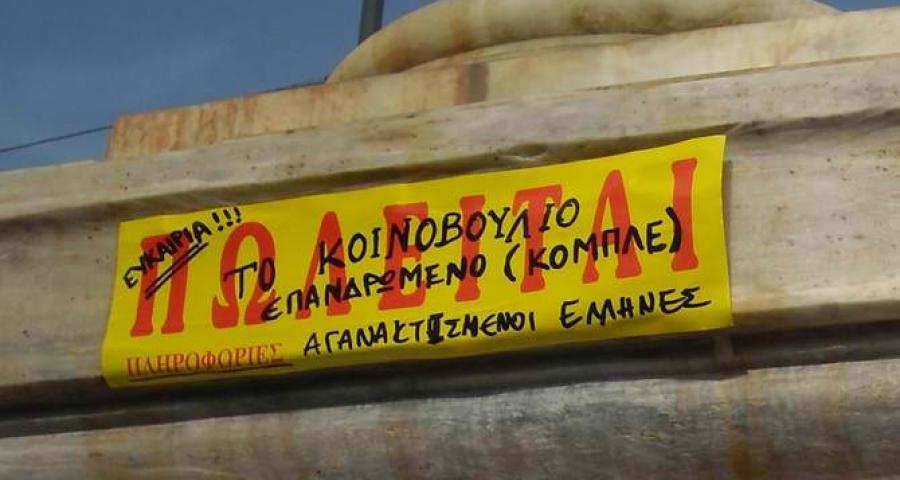 ΕΥΚΑΙΡΙΑ!!!
ΠΩΛΕΙΤΑΙ
ΤΟ ΚΟΙΝΟΒΟΥΛΙΟ
ΕΠΑΝΔΡΩΜΕΝΟ (ΚΟΜΠΛΕ)
ΠΛΗΡΟΦΟΡΙΕΣ ΑΓΑΝΑΚΤΙΣΜΕΝΟΙ ΕΛΛΗΝΕΣ